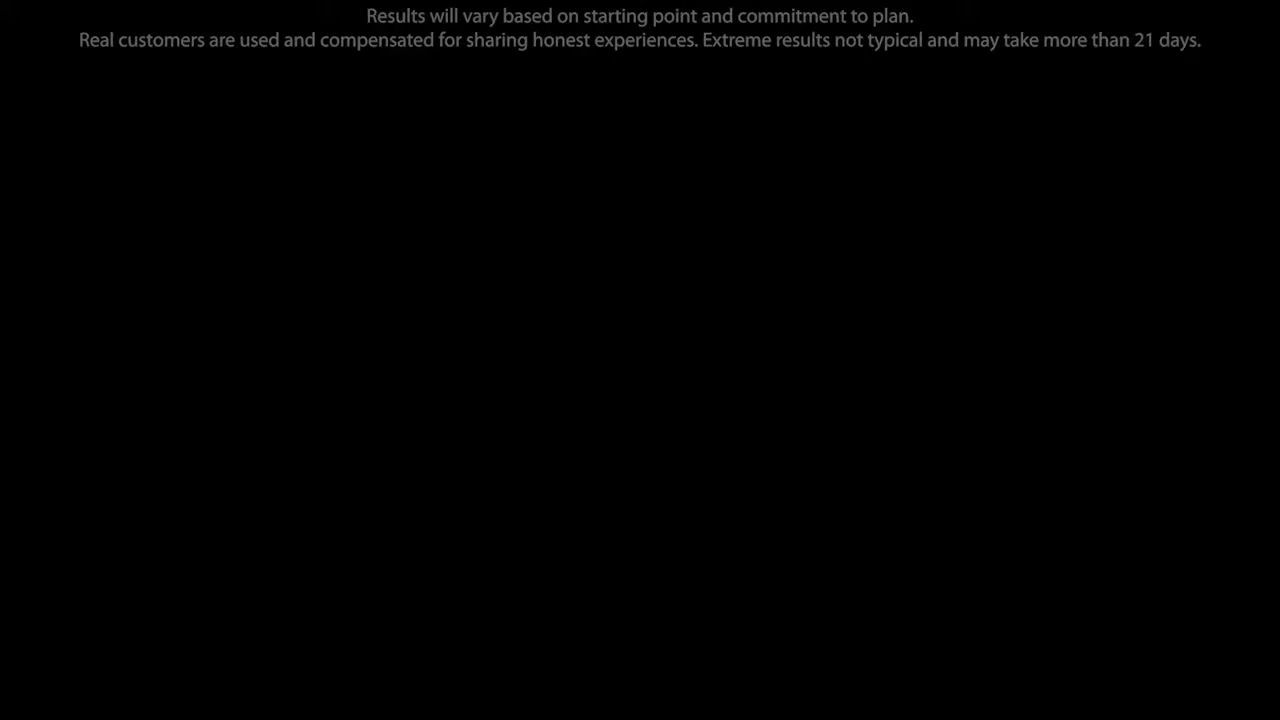 Results will vary based on starting point and commitment to plan.
Real customers are used and compensated for sharing honest experiences. Extreme results not typical and may take more than 21 days.